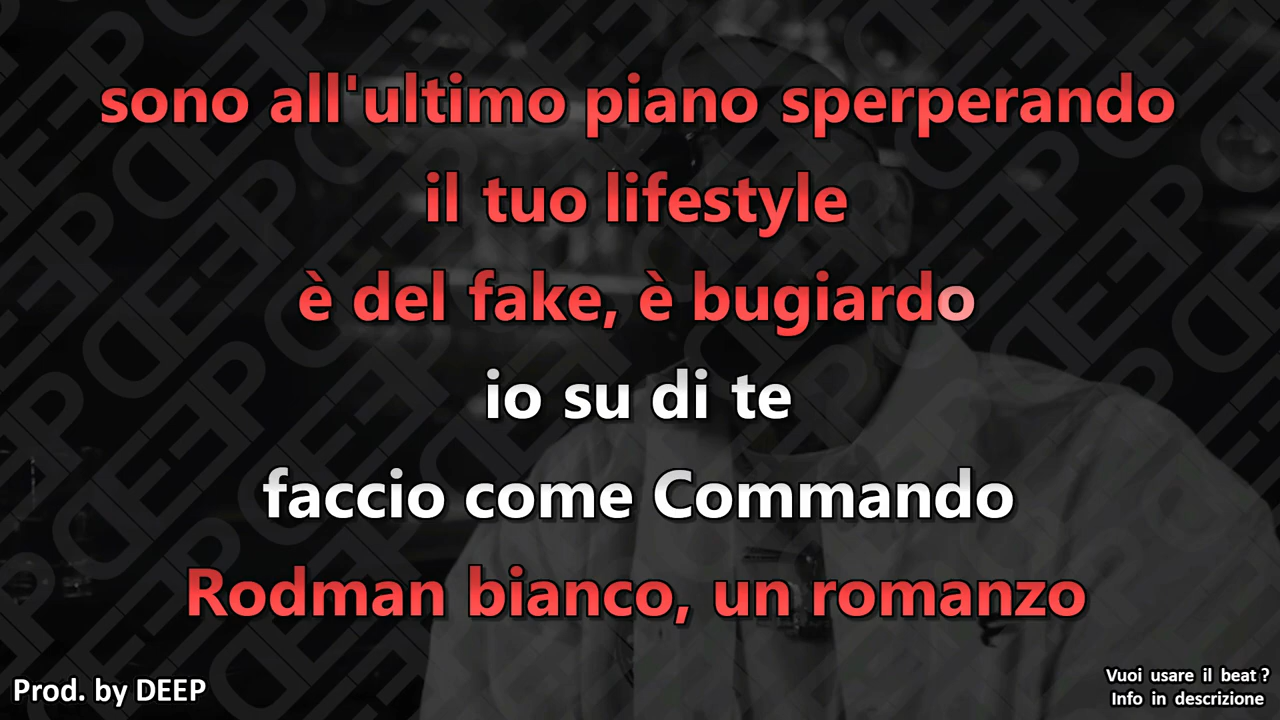 sono all'ultimo piano sperperando
il tuo lifestyle
è del fake, è bugiardo
io su di te
faccio come Commando
Rodman bianco, un romanzo
Prod. by DEEP
Vuoi usare il beat ?
Info in descrizione